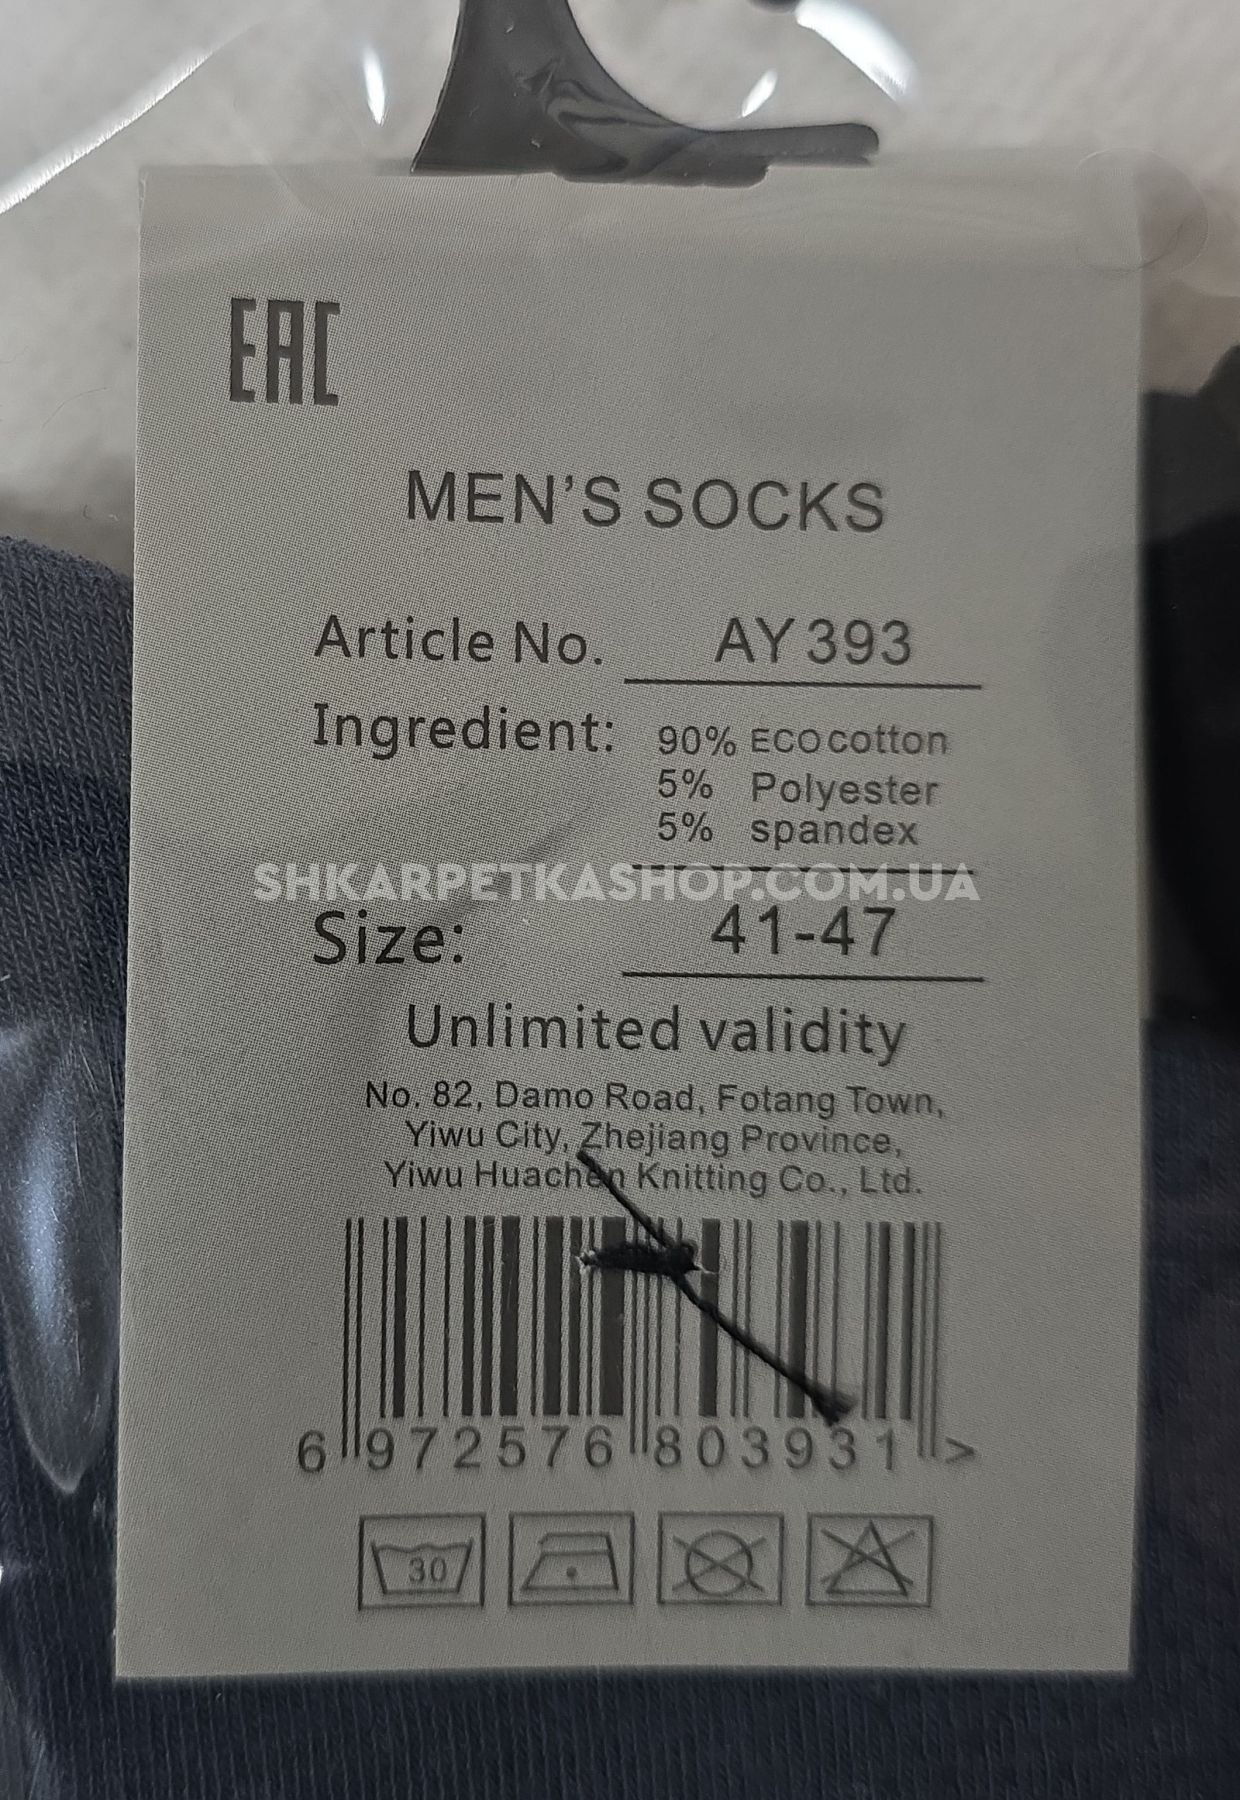 EAC
MEN'S SOCKS
Article No. AY393
Ingredient: 90% ECO cotton
5% Polyester
5% spandex
SHKARPETKASHOP.COM.UA
Size: 41-47
Unlimited validity
No. 82, Damo Road, Fotang Town,
Yiwu City, Zhejiang Province,
Yiwu Huachen Knitting Co., Ltd.
6 972576 803931 >
30